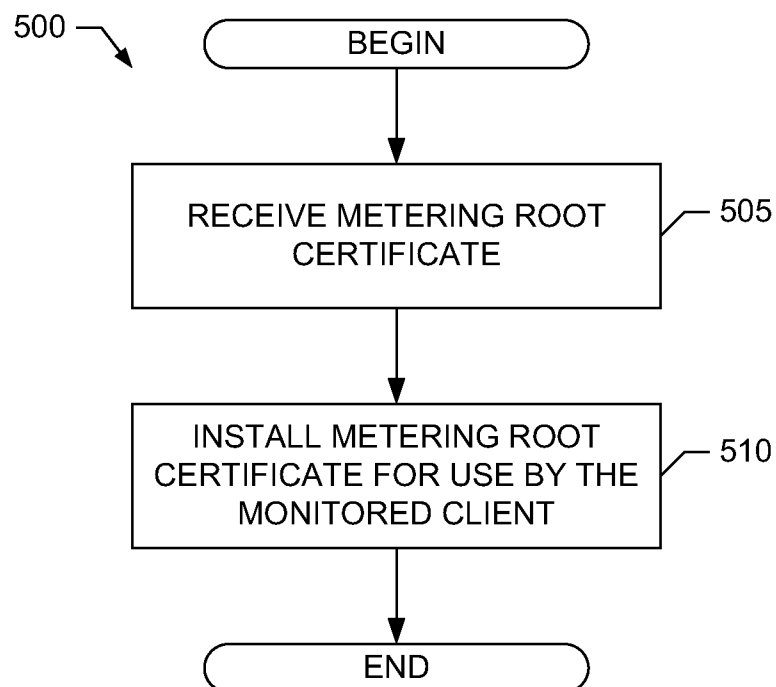 500
BEGIN
RECEIVE METERING ROOT
CERTIFICATE
505
INSTALL METERING ROOT
CERTIFICATE FOR USE BY THE
MONITORED CLIENT
510
END